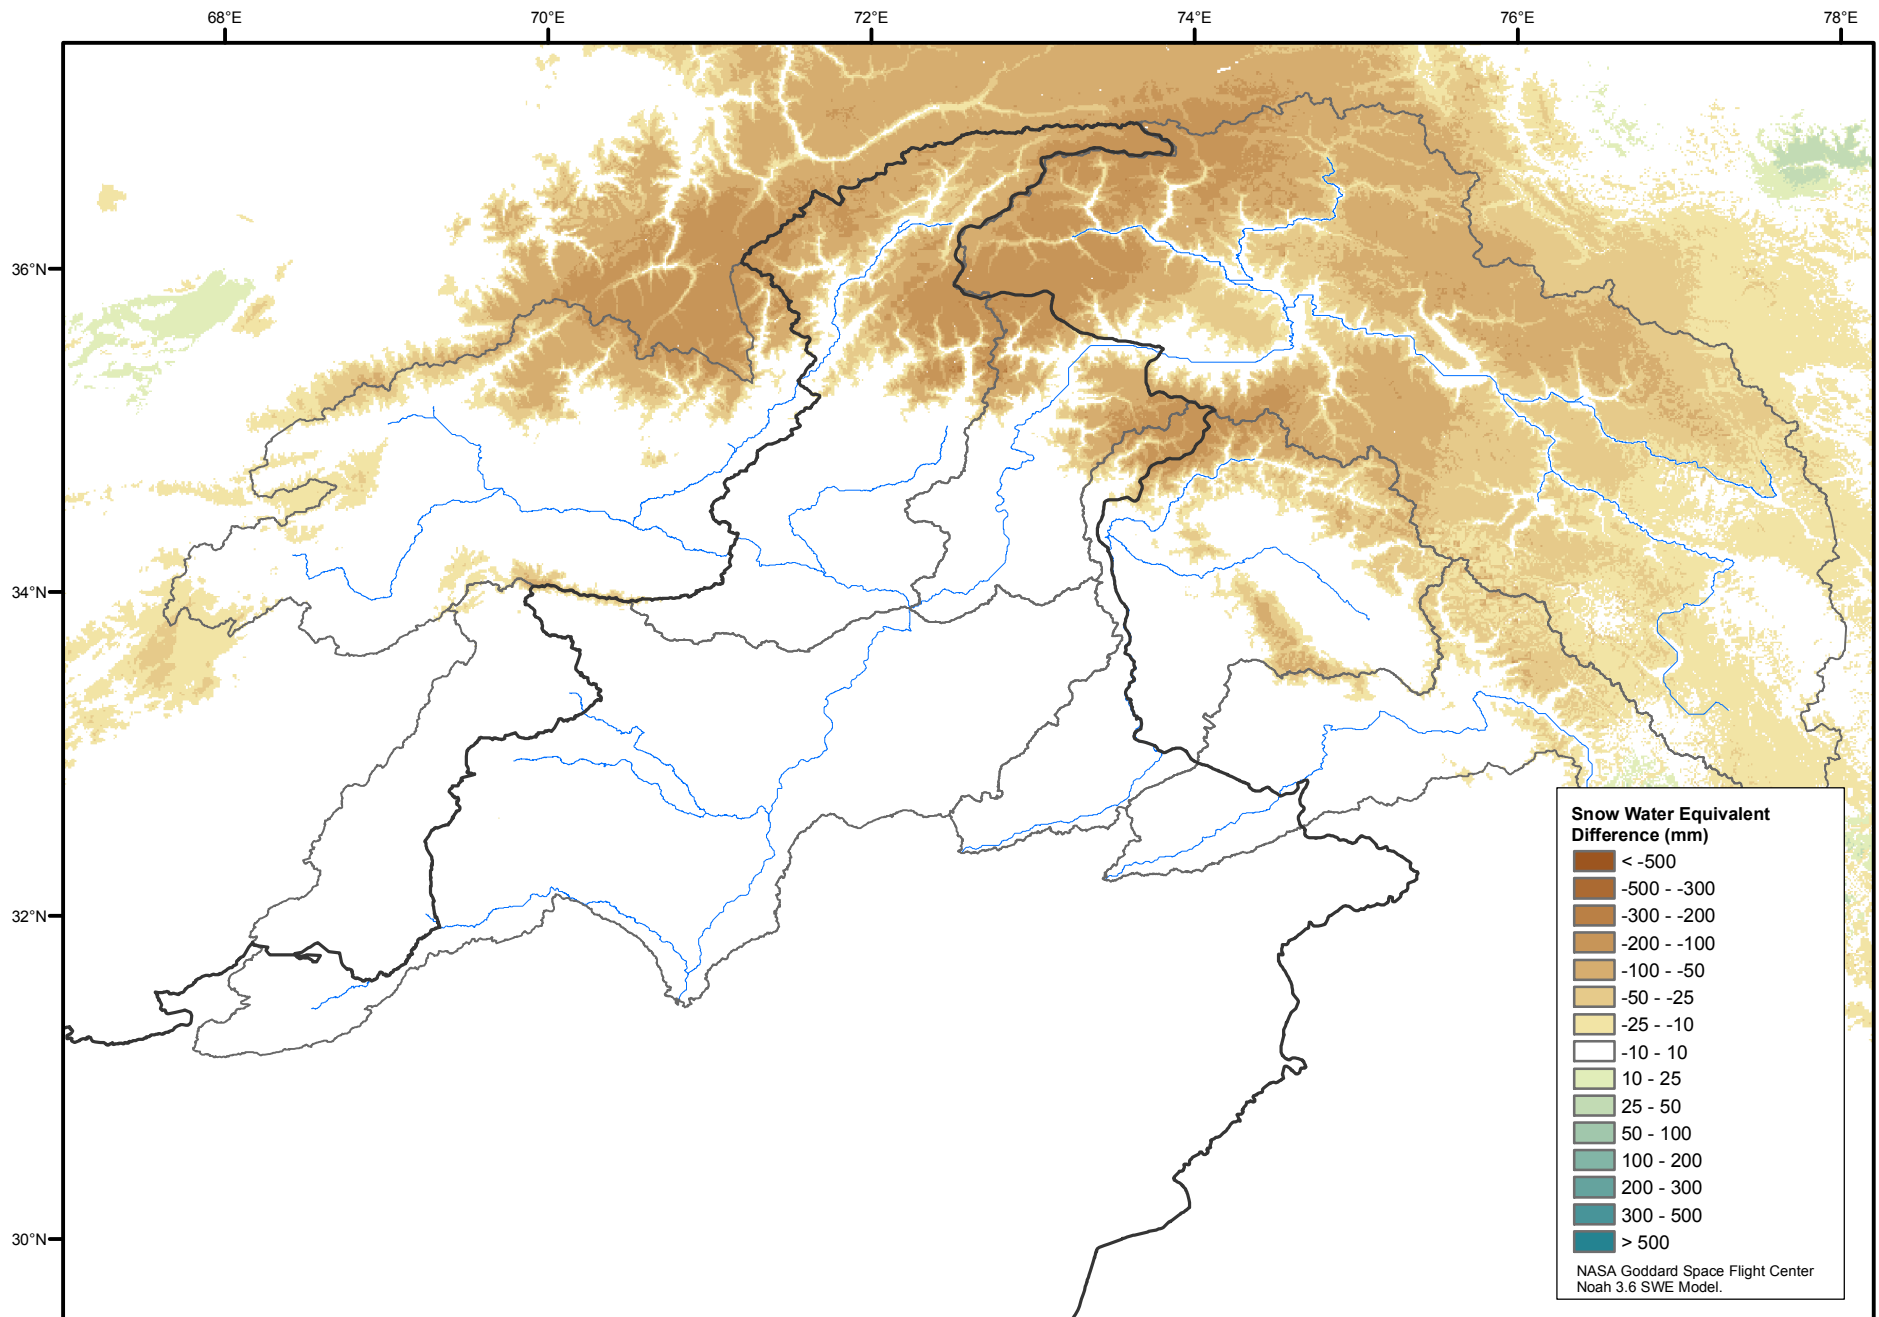 68°E 70°E 72°E 74°E 76°E 78°E
36°N
34°N
32°N
30°N
Snow Water Equivalent
Difference (mm)
< -500
-500 - -300
-300 - -200
-200 - -100
-100 - -50
-50 - -25
-25 - -10
-10 - 10
10 - 25
25 - 50
50 - 100
100 - 200
200 - 300
300 - 500
> 500
NASA Goddard Space Flight Center
Noah 3.6 SWE Model.